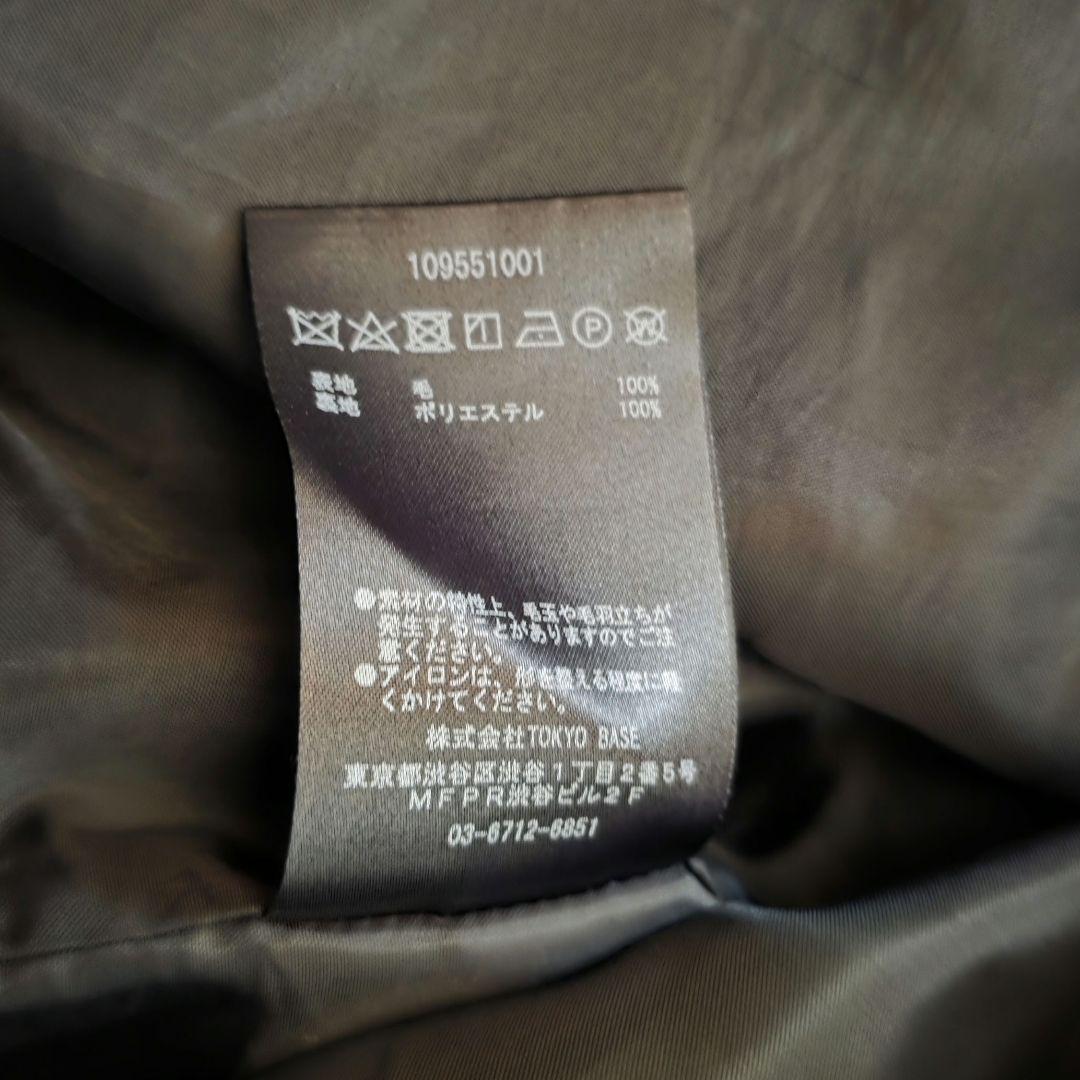 109551001
P W
表地 毛 100%
裏地 ポリエステル 100%
●素材の特性上、毛玉や毛羽立ちが
発生することがありますのでご注
意ください。
●アイロンは、形を整える程度に軽
くかけてください。
株式会社TOKYO BASE
東京都渋谷区渋谷1丁目2番5号
MFPR渋谷ビル2F
03-6712-6851